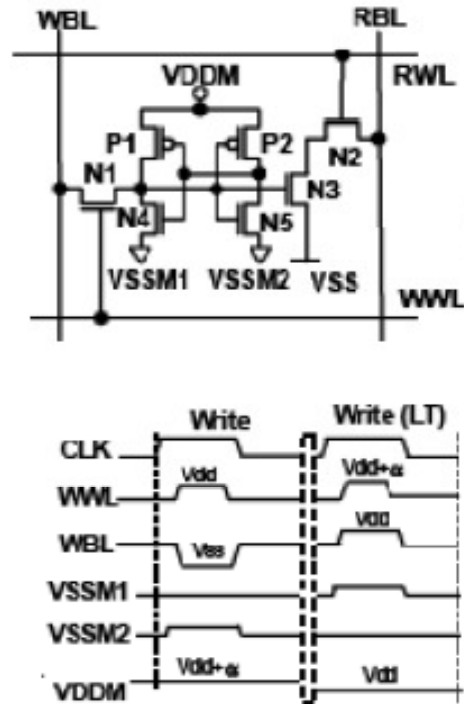 WBL RBL
VDDM RWL
P1 P2
N1 N2
N3
N4 N5
VSSM1 VSSM2 VSS
WWL
Write Write (LT)
CLK
Vdd Vdd+α
WWL
Vdd
WBL Vss
VSSM1
VSSM2
Vdd+α Vdd
VDDM